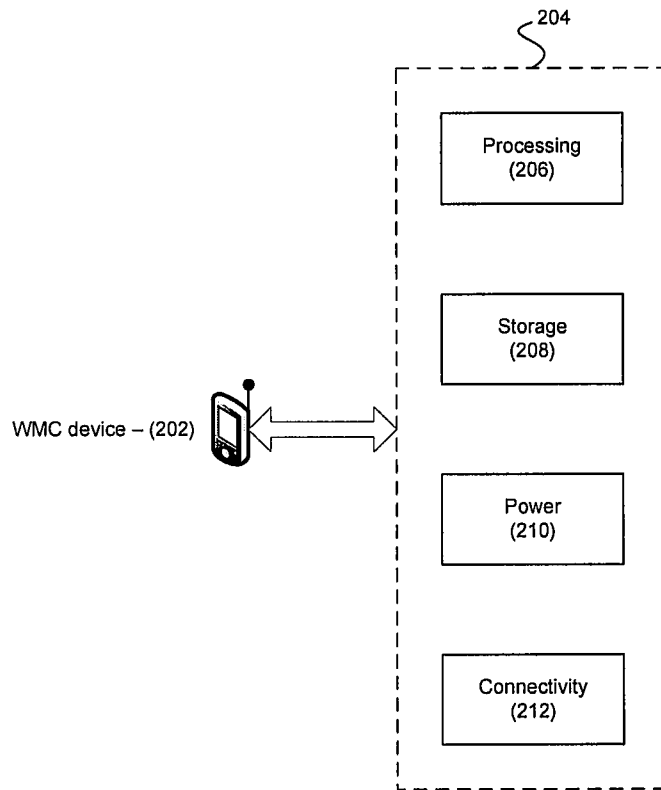 204
Processing
(206)
Storage
(208)
WMC device – (202)
Power
(210)
Connectivity
(212)